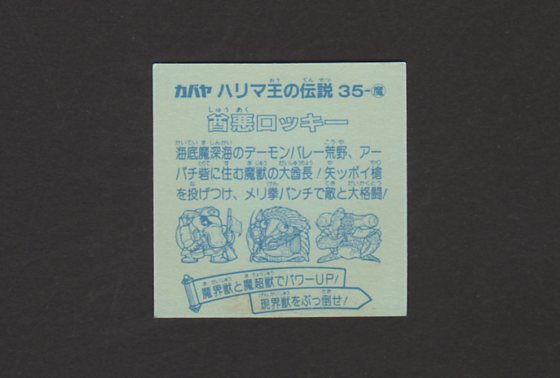 カバヤ ハリマ王の伝説 35-魔
酋悪ロッキー
海底魔深海のデーモンバレー荒野、アー
パチ砦に住む魔獣の大酋長！矢ッポイ槍
を投げつけ、メリ拳パンチで敵と大格闘！
魔界獣と魔超獣でパワーUP！
現界獣をぶっ倒せ！